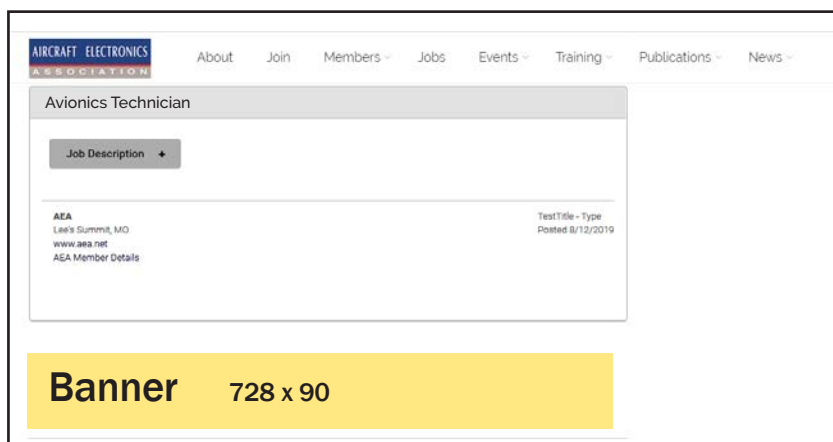 AIRCRAFT ELECTRONICS
ASSOCIATION
About Join Members Jobs Events Training Publications News
Avionics Technician
Job Description +
AEA
Lee's Summit, MO
www.aea.net
AEA Member Details
TestTitle - Type
Posted 8/12/2019
Banner 728 x 90